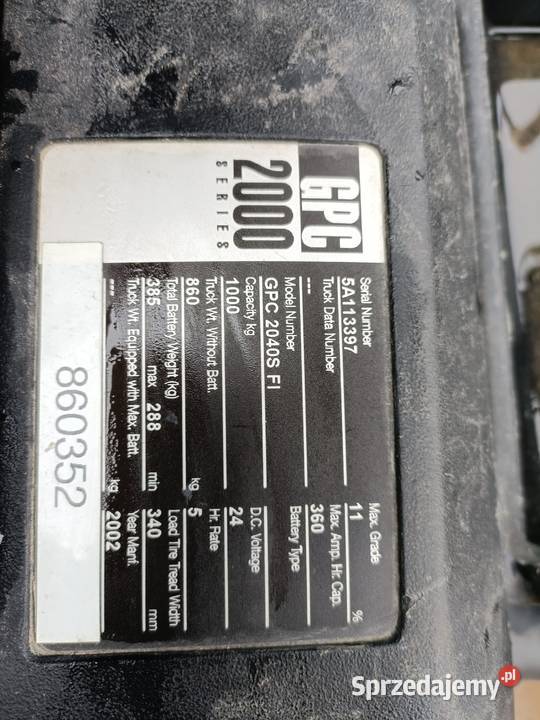 GPC
2000
SERIES
Serial Number
5A113397
Max. Grade
11 %
Truck Data Number
---
Max. Amp. Hr. Cap.
360
Model Number
GPC 2040S FI
Battery Type
Capacity kg
1000
D.C. Voltage
24
Truck Wt. Without Batt.
860 kg
Hr. Rate
5
Total Battery Weight (kg)
365 max 288 min
Load Tire Tread Width
340 mm
Truck Wt. Equipped with Max. Batt.
--- kg
Year Manf.
2002
860352
Sprzedajemy.pl